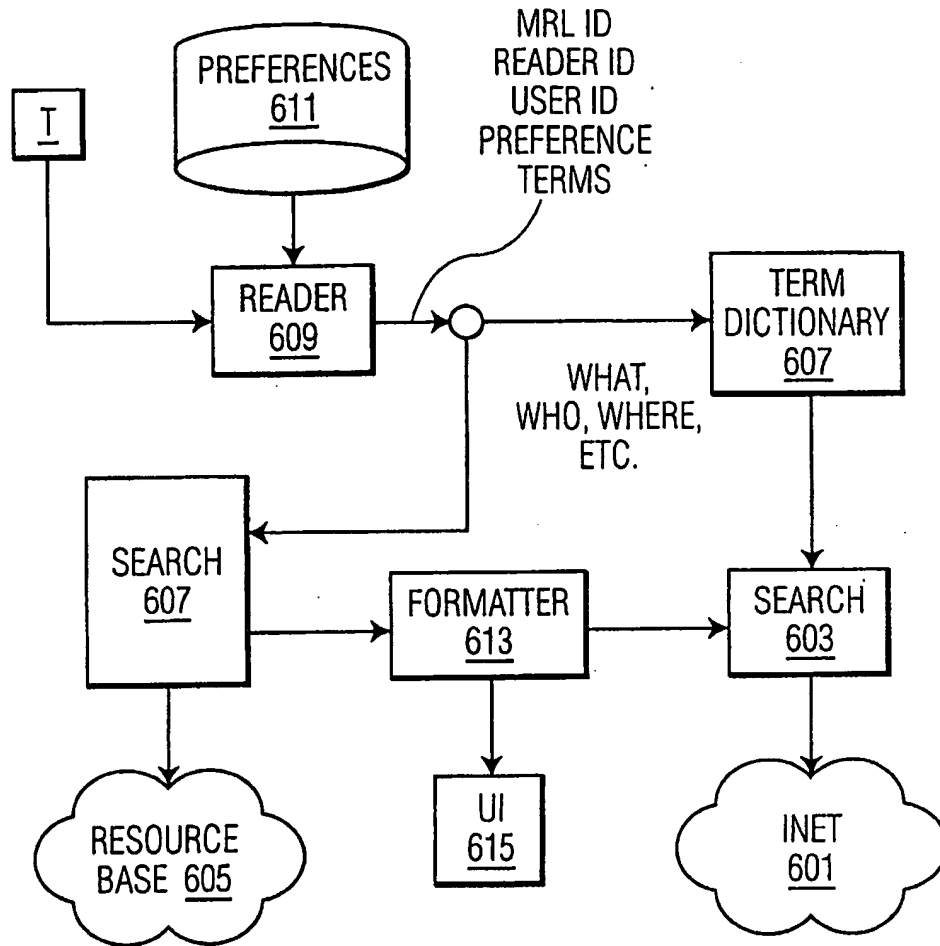 MRL ID
READER ID
USER ID
PREFERENCE
TERMS
PREFERENCES
611
T
READER
609
TERM
DICTIONARY
607
WHAT,
WHO, WHERE,
ETC.
SEARCH
607
FORMATTER
613
SEARCH
603
RESOURCE
BASE 605
UI
615
INET
601